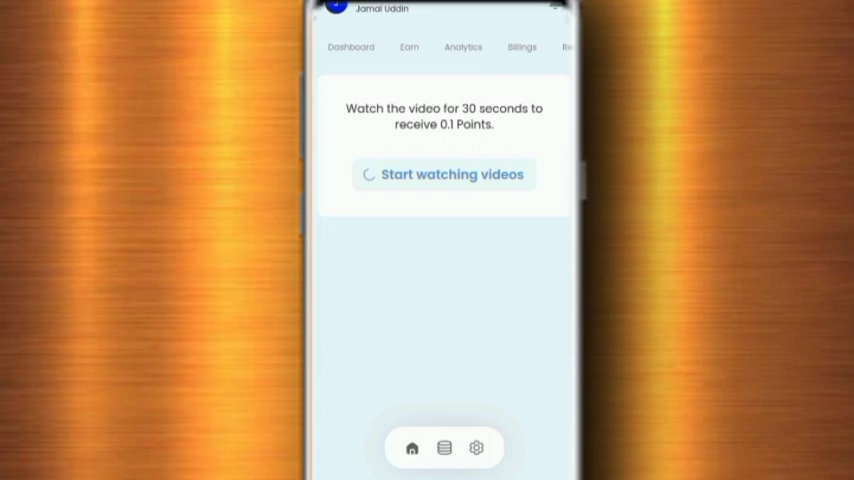 Jamal Uddin
Dashboard Earn Analytics Billings
Watch the video for 30 seconds to
receive 0.1 Points.
Start watching videos